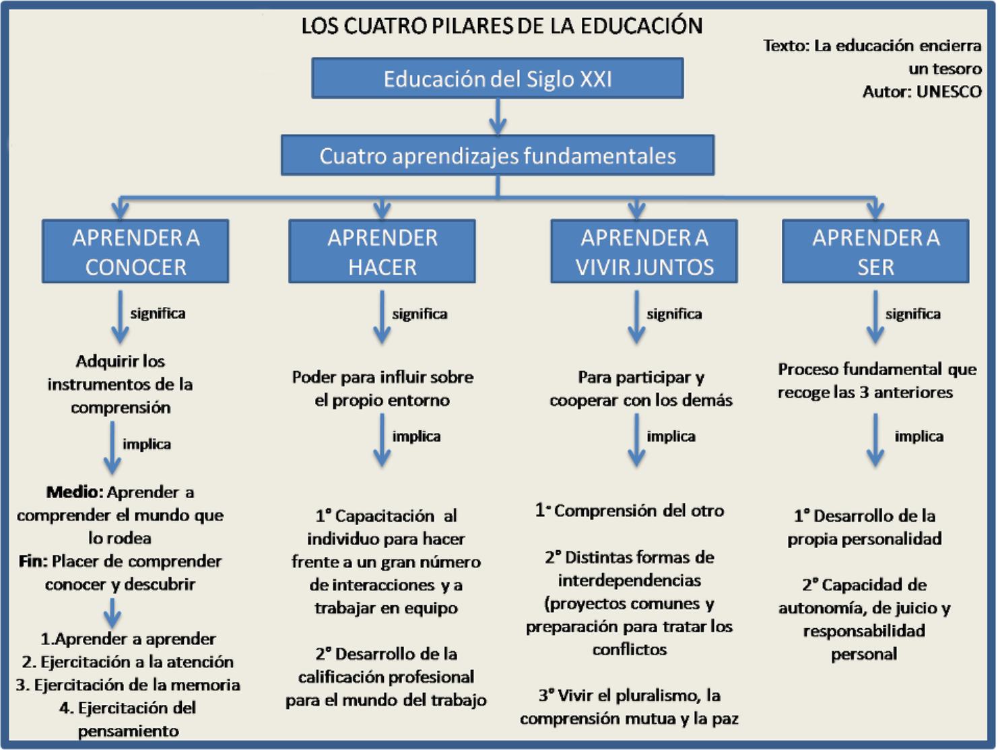 LOS CUATRO PILARES DE LA EDUCACIÓN
Texto: La educación encierra
un tesoro
Autor: UNESCO
Educación del Siglo XXI
Cuatro aprendizajes fundamentales
APRENDER A
CONOCER
significa
Adquirir los
instrumentos de la
comprensión
implica
Medio: Aprender a
comprender el mundo que
lo rodea
Fin: Placer de comprender
conocer y descubrir
1.Aprender a aprender
2. Ejercitación a la atención
3. Ejercitación de la memoria
4. Ejercitación del
pensamiento
APRENDER
HACER
significa
Poder para influir sobre
el propio entorno
implica
1° Capacitación al
individuo para hacer
frente a un gran número
de interacciones y a
trabajar en equipo
2° Desarrollo de la
calificación profesional
para el mundo del trabajo
APRENDER A
VIVIR JUNTOS
significa
Para participar y
cooperar con los demás
implica
1° Comprensión del otro
2° Distintas formas de
interdependencias
(proyectos comunes y
preparación para tratar los
conflictos
3° Vivir el pluralismo, la
comprensión mutua y la paz
APRENDER A
SER
significa
Proceso fundamental que
recoge las 3 anteriores
implica
1° Desarrollo de la
propia personalidad
2° Capacidad de
autonomía, de juicio y
responsabilidad
personal